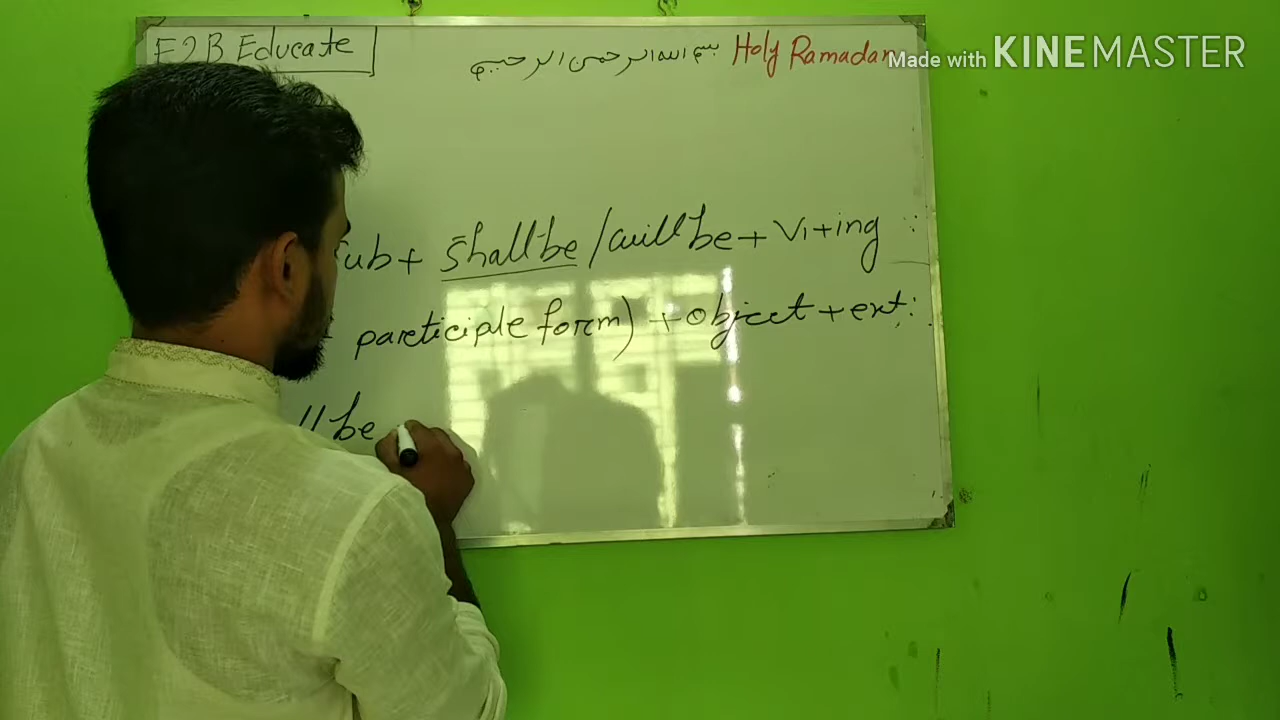 E2B Educate
بسم الله الرحمن الرحيم Holy Ramadan
Made with KINEMASTER
Sub + shall be / will be + V1 + ing
participle form) + object + ext:
ll be